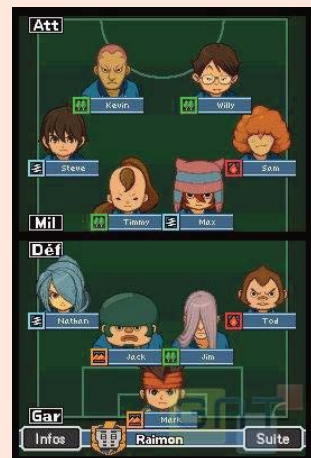 Att
Kevin
Willy
Steve
Sam
Timmy
Max
Mil
Déf
Nathan
Tod
Jack
Jim
Mark
Gar
Infos
Raimon
Suite